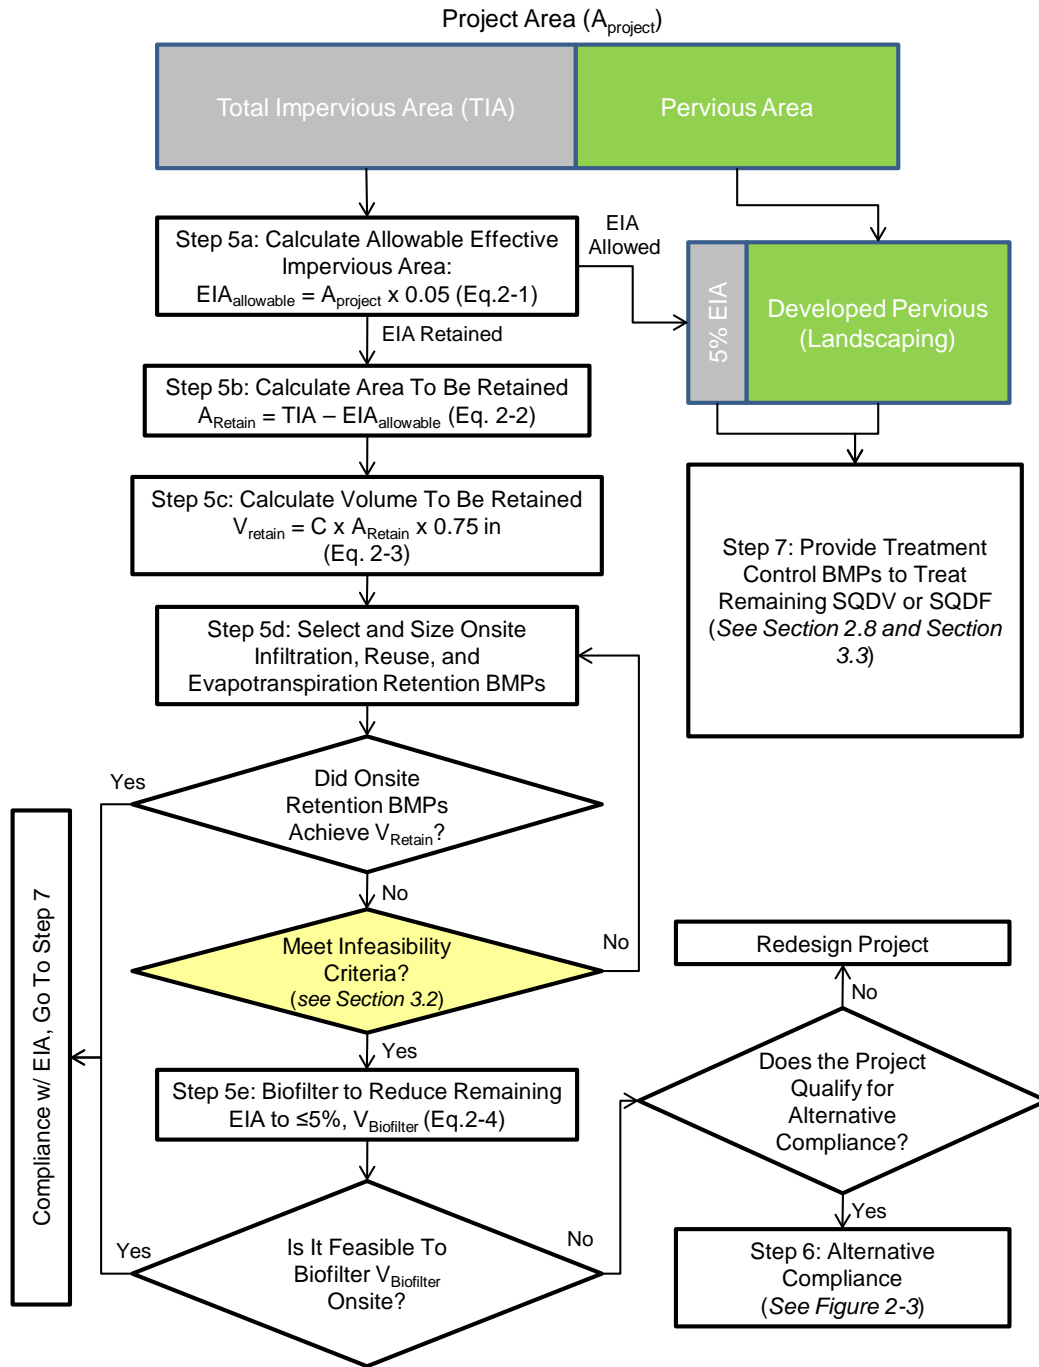 Project Area (Aproject)
Total Impervious Area (TIA)
Pervious Area
Step 5a: Calculate Allowable Effective
Impervious Area:
EIAallowable = Aproject x 0.05 (Eq.2-1)
EIA
Allowed
5% EIA
Developed Pervious
(Landscaping)
EIA Retained
Step 5b: Calculate Area To Be Retained
ARetain = TIA – EIAallowable (Eq. 2-2)
Step 5c: Calculate Volume To Be Retained
Vretain = C x ARetain x 0.75 in
(Eq. 2-3)
Step 7: Provide Treatment
Control BMPs to Treat
Remaining SQDV or SQDF
(See Section 2.8 and Section
3.3)
Step 5d: Select and Size Onsite
Infiltration, Reuse, and
Evapotranspiration Retention BMPs
Yes
Did Onsite
Retention BMPs
Achieve VRetain?
No
Compliance w/ EIA, Go To Step 7
Meet Infeasibility
Criteria?
(see Section 3.2)
No
Yes
Redesign Project
No
Does the Project
Qualify for
Alternative
Compliance?
Yes
Step 5e: Biofilter to Reduce Remaining
EIA to ≤5%, VBiofilter (Eq.2-4)
Yes
Is It Feasible To
Biofilter VBiofilter
Onsite?
No
Step 6: Alternative
Compliance
(See Figure 2-3)